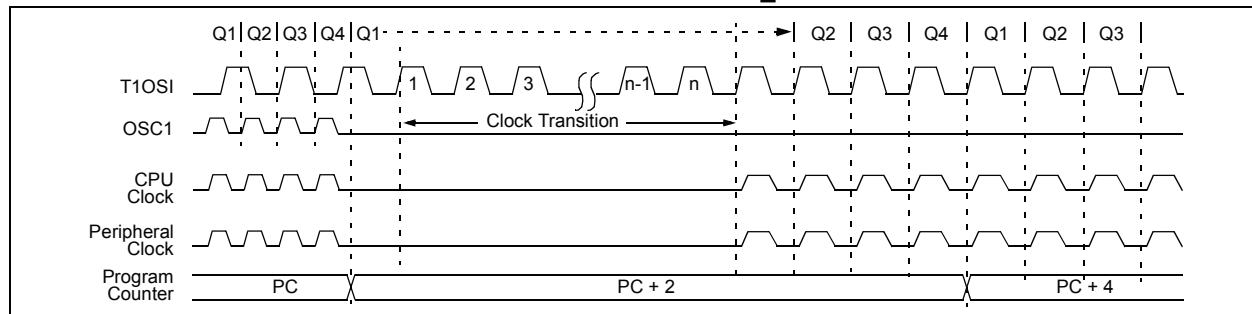 Q1 Q2 Q3 Q4 Q1 Q2 Q3 Q4 Q1 Q2 Q3
T1OSI 1 2 3 n-1 n
OSC1 Clock Transition
CPU
Clock
Peripheral
Clock
Program
Counter PC PC + 2 PC + 4